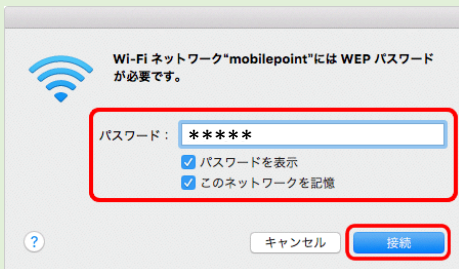 Wi-Fi ネットワーク“mobilepoint”には WEP パスワード
が必要です。
パスワード： *****
パスワードを表示
このネットワークを記憶
? キャンセル 接続